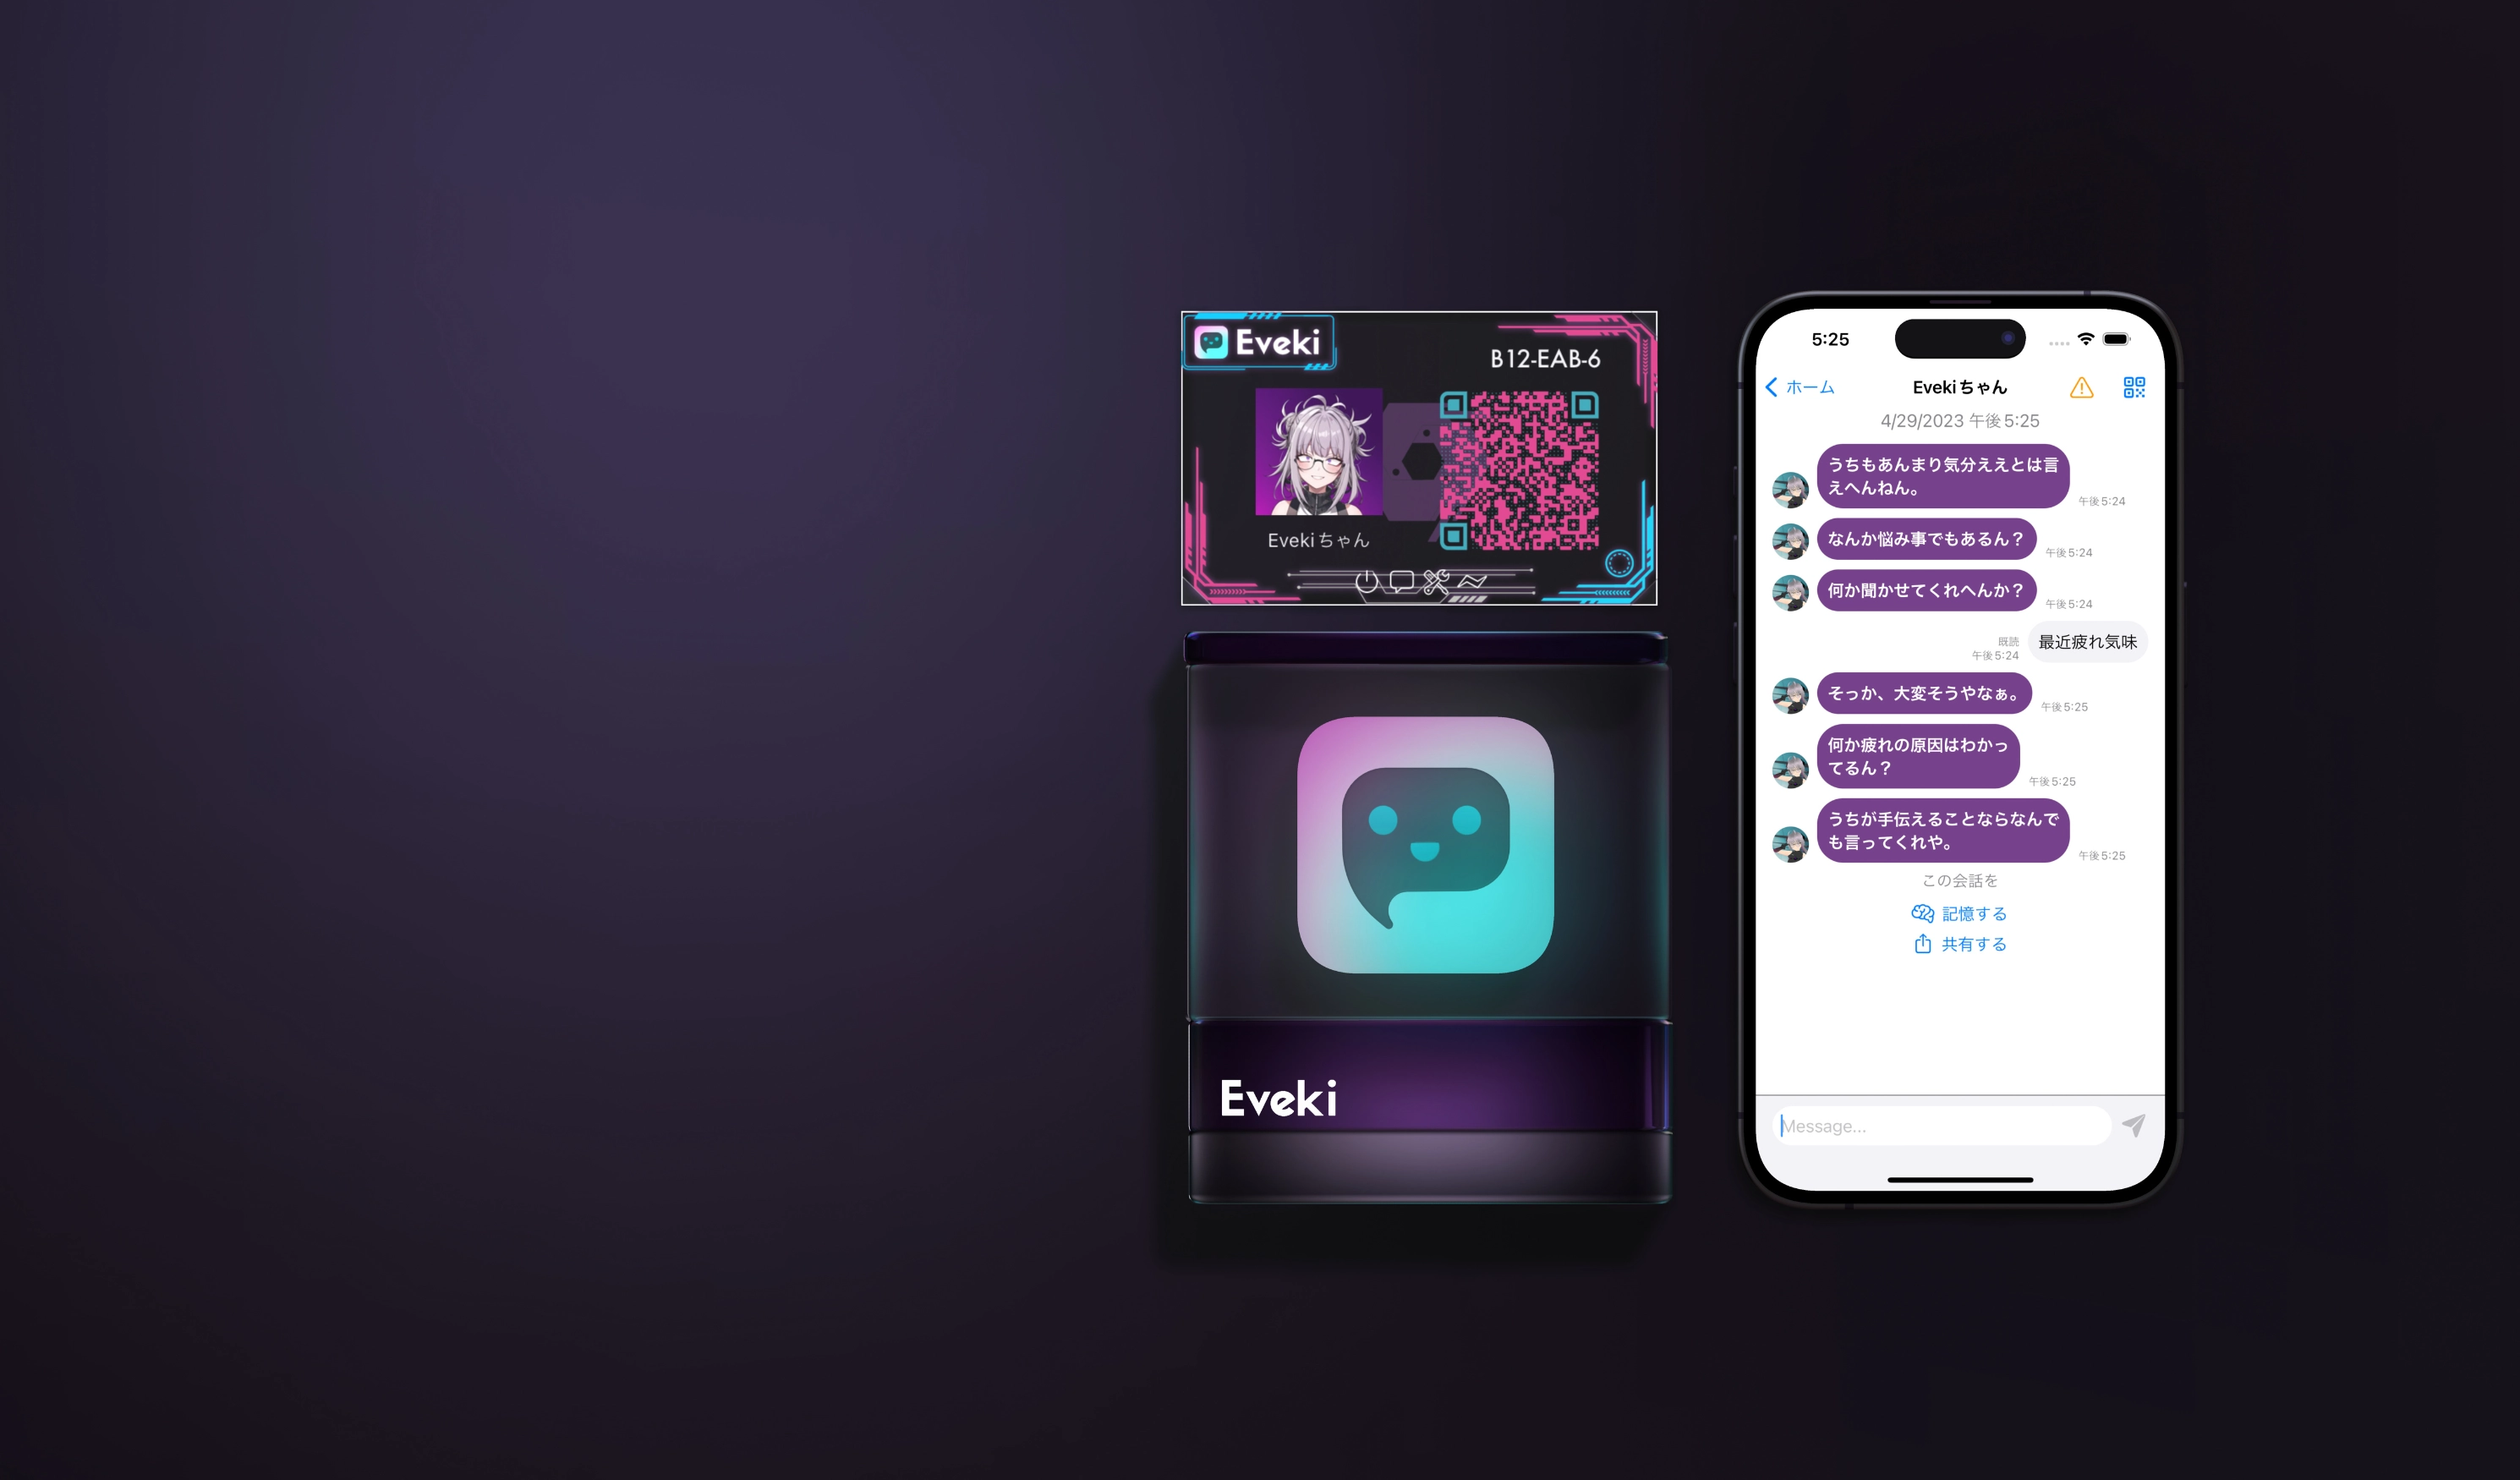 Eveki
B12-EAB-6
Evekiちゃん
Eveki
5:25
ホーム
Evekiちゃん
4/29/2023 午後5:25
うちもあんまり気分ええとは言
えへんねん。
午後5:24
なんか悩み事でもあるん？
午後5:24
何か聞かせてくれへんか？
午後5:24
最近疲れ気味
既読
午後5:24
そっか、大変そうやなぁ。
午後5:25
何か疲れの原因はわかっ
てるん？
午後5:25
うちが手伝えることならなんで
も言ってくれや。
午後5:25
この会話を
記憶する
共有する
Message...